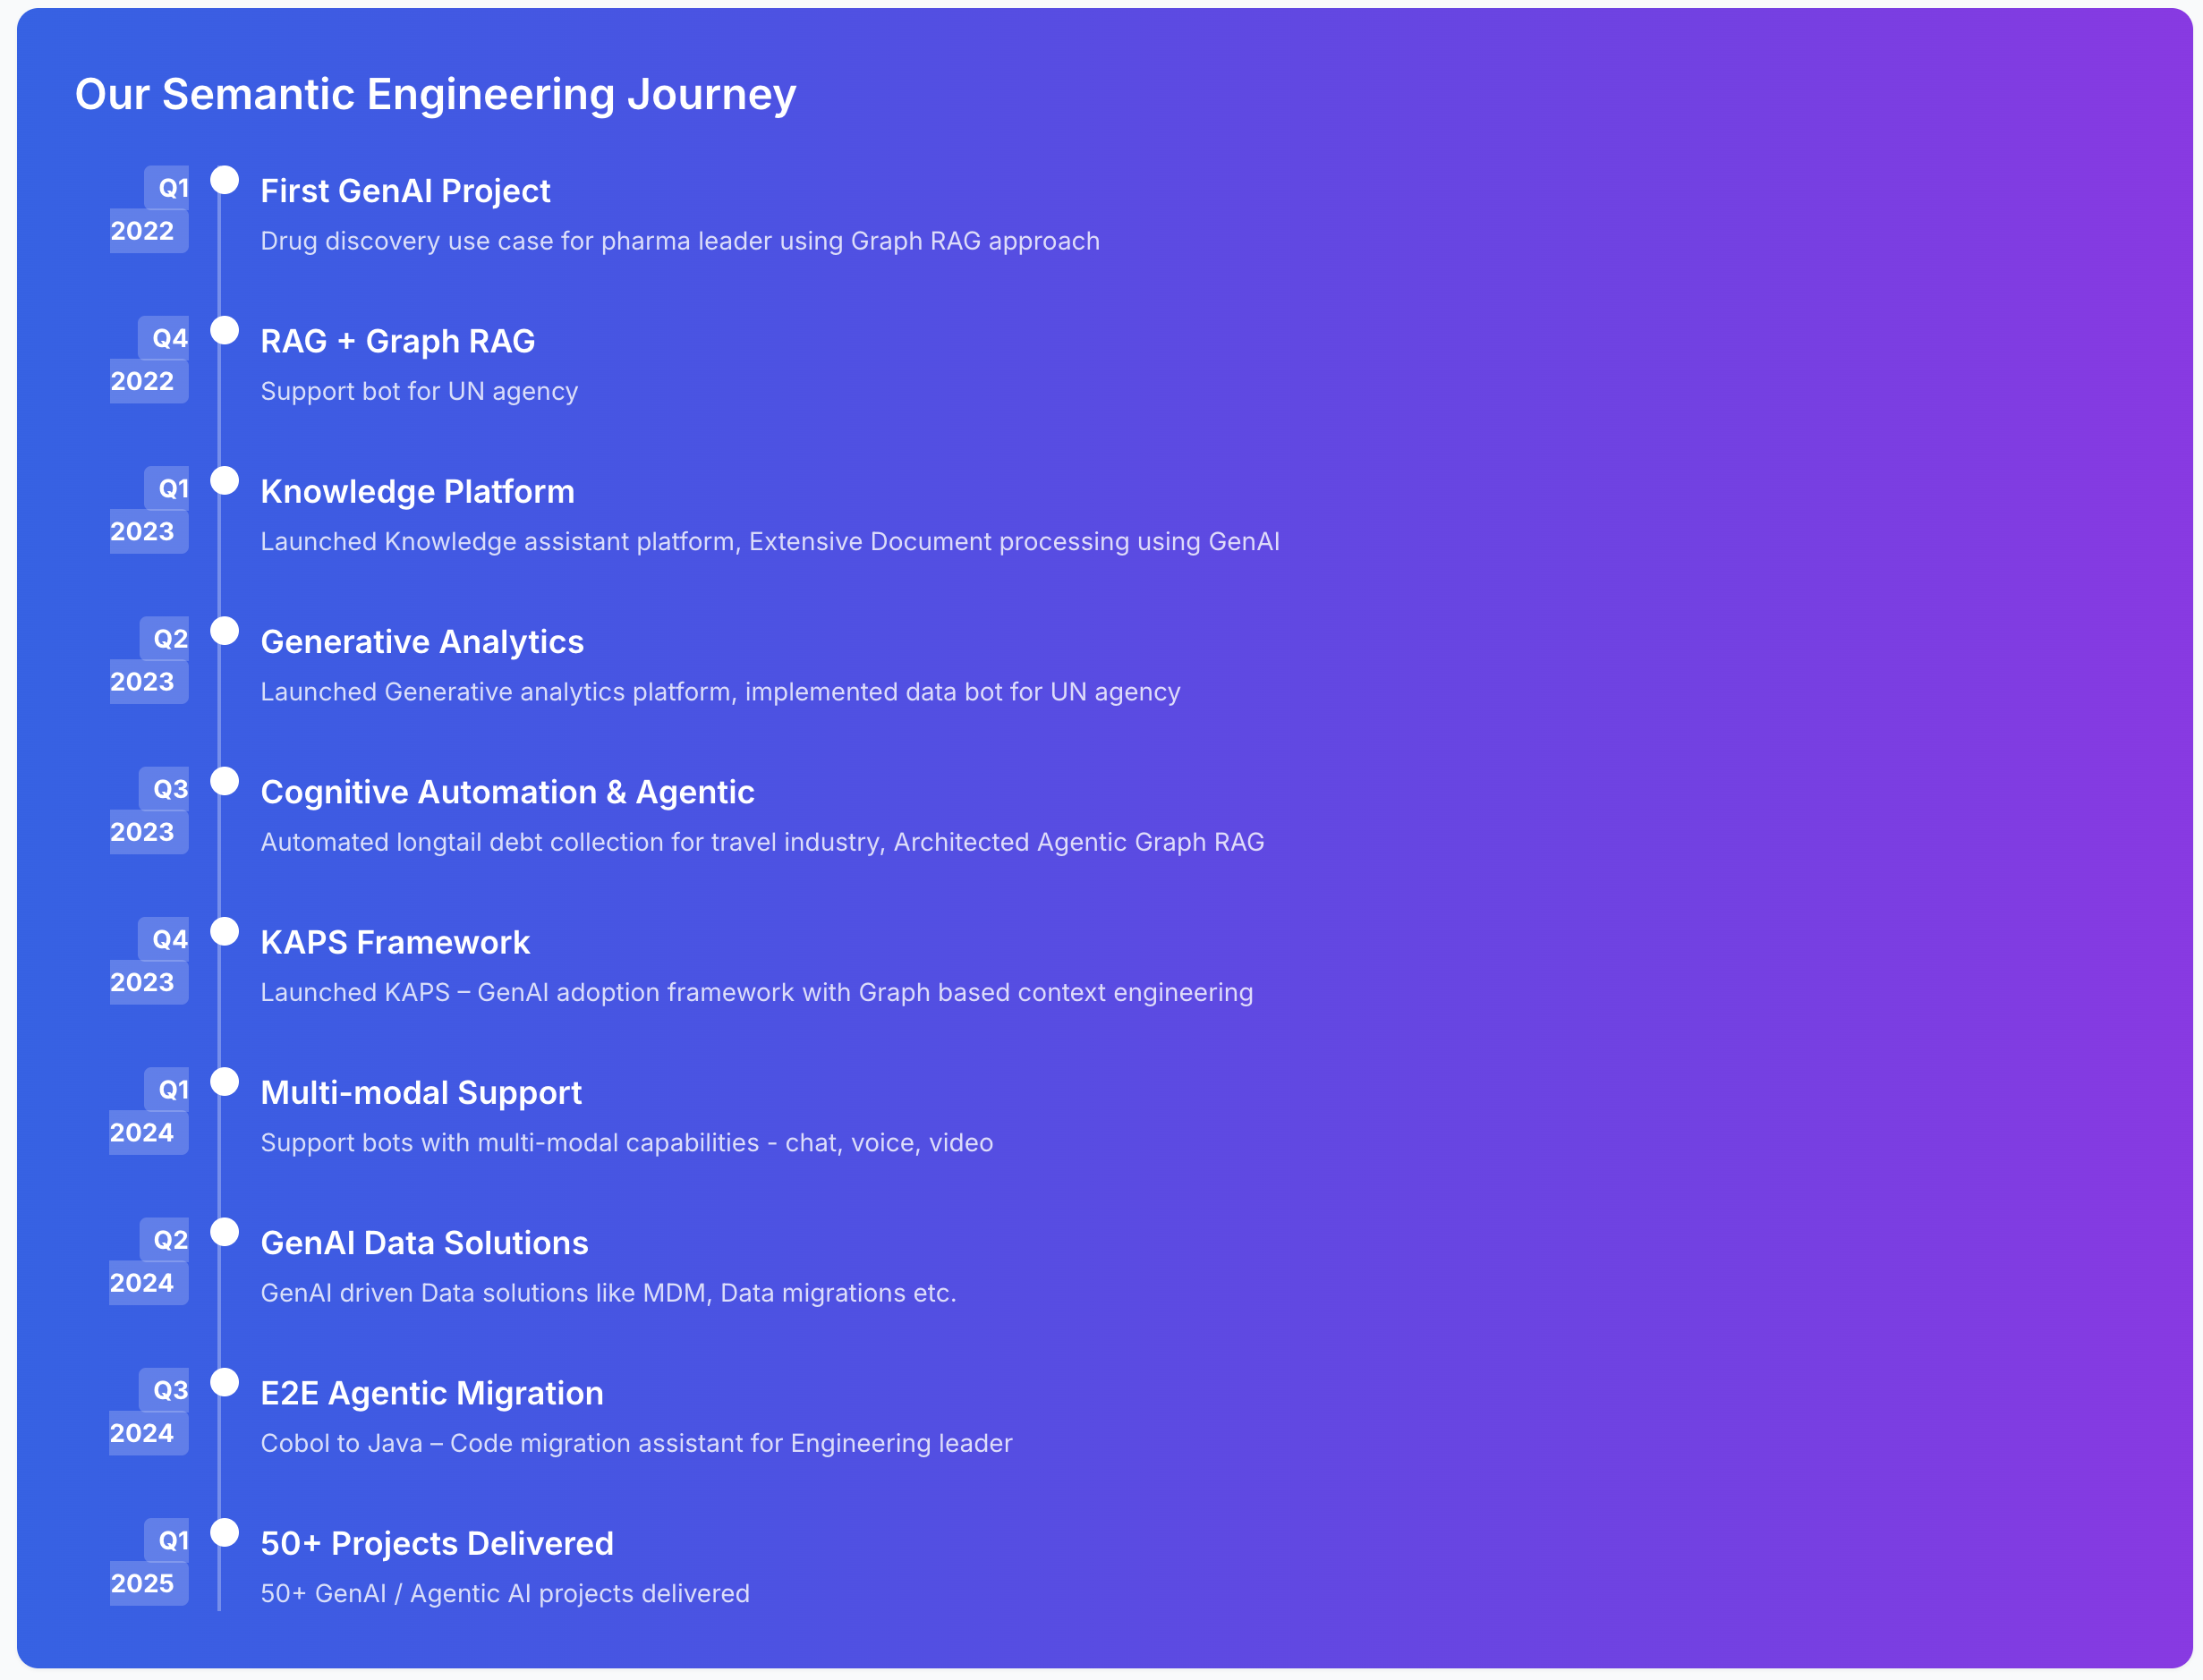 Our Semantic Engineering Journey
Q1
2022
First GenAI Project
Drug discovery use case for pharma leader using Graph RAG approach
Q4
2022
RAG + Graph RAG
Support bot for UN agency
Q1
2023
Knowledge Platform
Launched Knowledge assistant platform, Extensive Document processing using GenAI
Q2
2023
Generative Analytics
Launched Generative analytics platform, implemented data bot for UN agency
Q3
2023
Cognitive Automation & Agentic
Automated longtail debt collection for travel industry, Architected Agentic Graph RAG
Q4
2023
KAPS Framework
Launched KAPS – GenAI adoption framework with Graph based context engineering
Q1
2024
Multi-modal Support
Support bots with multi-modal capabilities - chat, voice, video
Q2
2024
GenAI Data Solutions
GenAI driven Data solutions like MDM, Data migrations etc.
Q3
2024
E2E Agentic Migration
Cobol to Java – Code migration assistant for Engineering leader
Q1
2025
50+ Projects Delivered
50+ GenAI / Agentic AI projects delivered